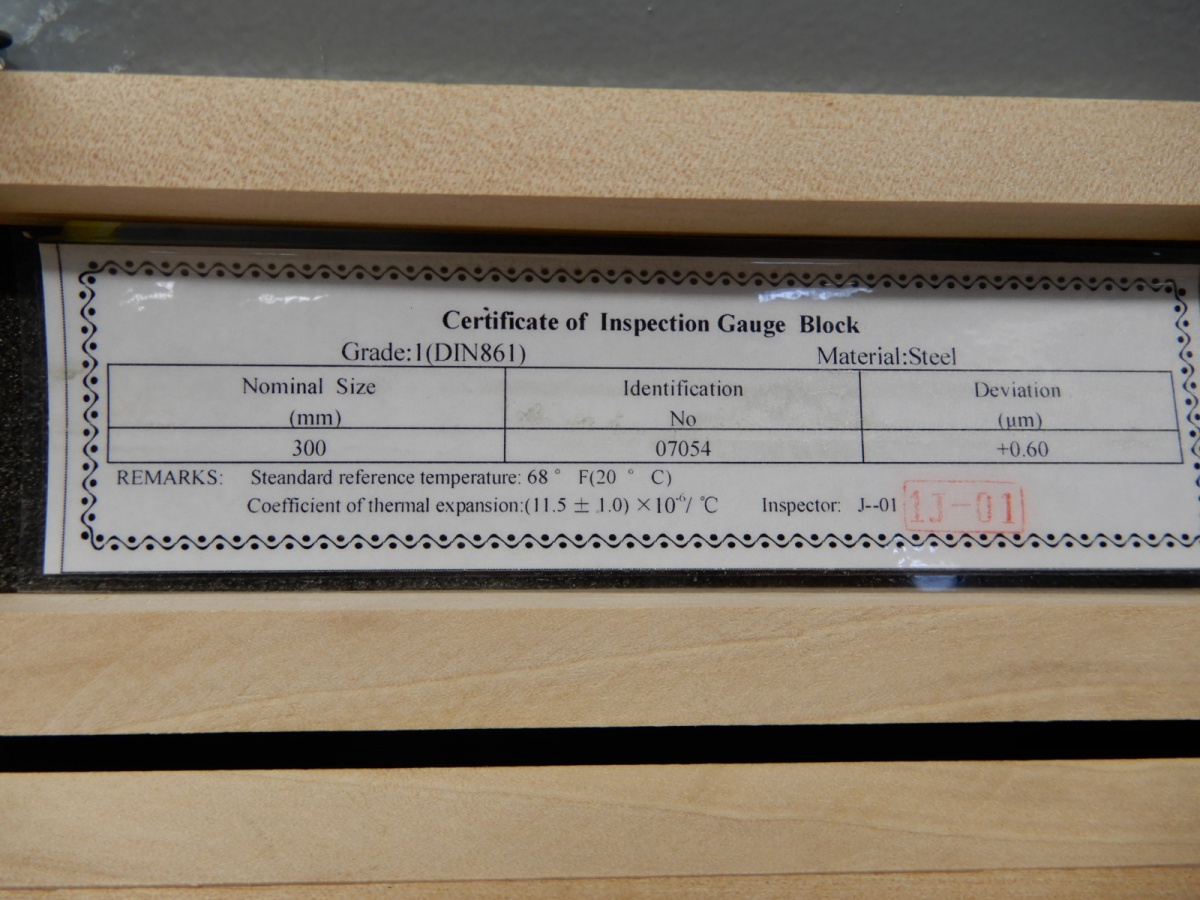 Certificate of Inspection Gauge Block
Grade:1(DIN861) Material:Steel
Nominal Size Identification Deviation
(mm) No (μm)
300 07054 +0.60
REMARKS: Steandard reference temperature: 68° F(20 ° C)
Coefficient of thermal expansion:(11.5 ± 1.0) ×10⁻⁶/ ℃ Inspector: J--01 1J-01